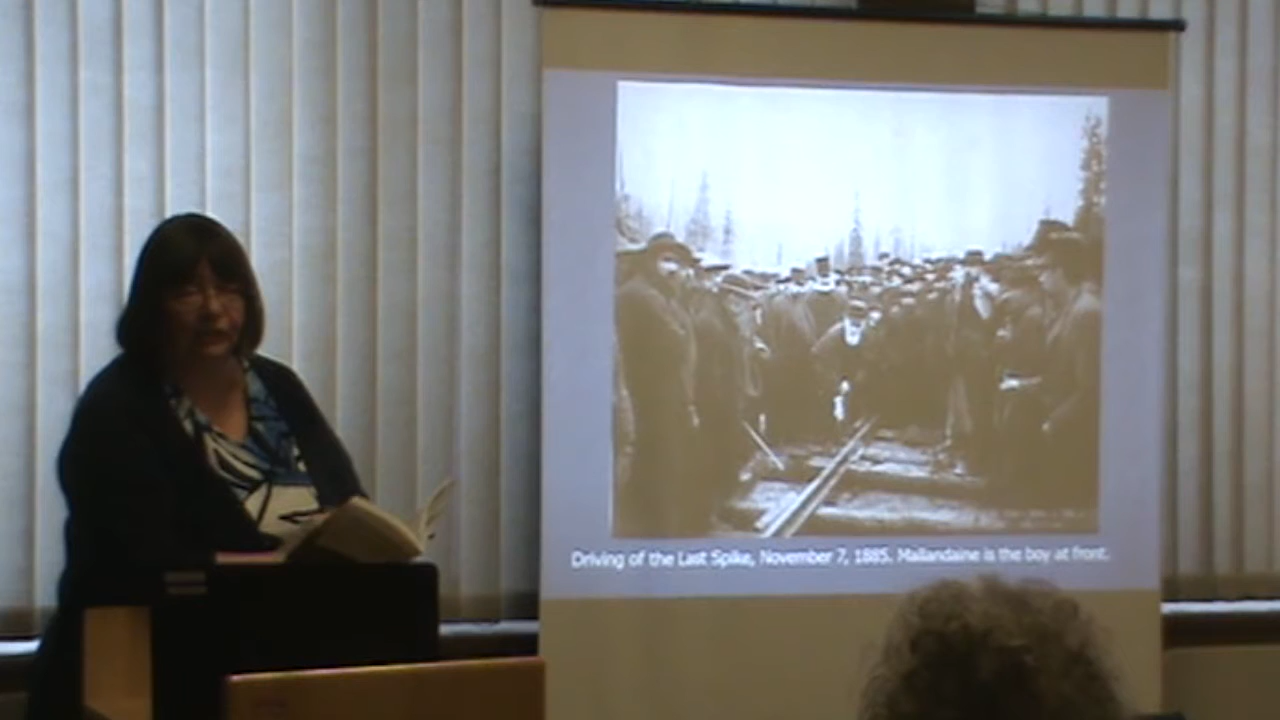 Driving of the Last Spike, November 7, 1885. Mallandaine is the boy at front.